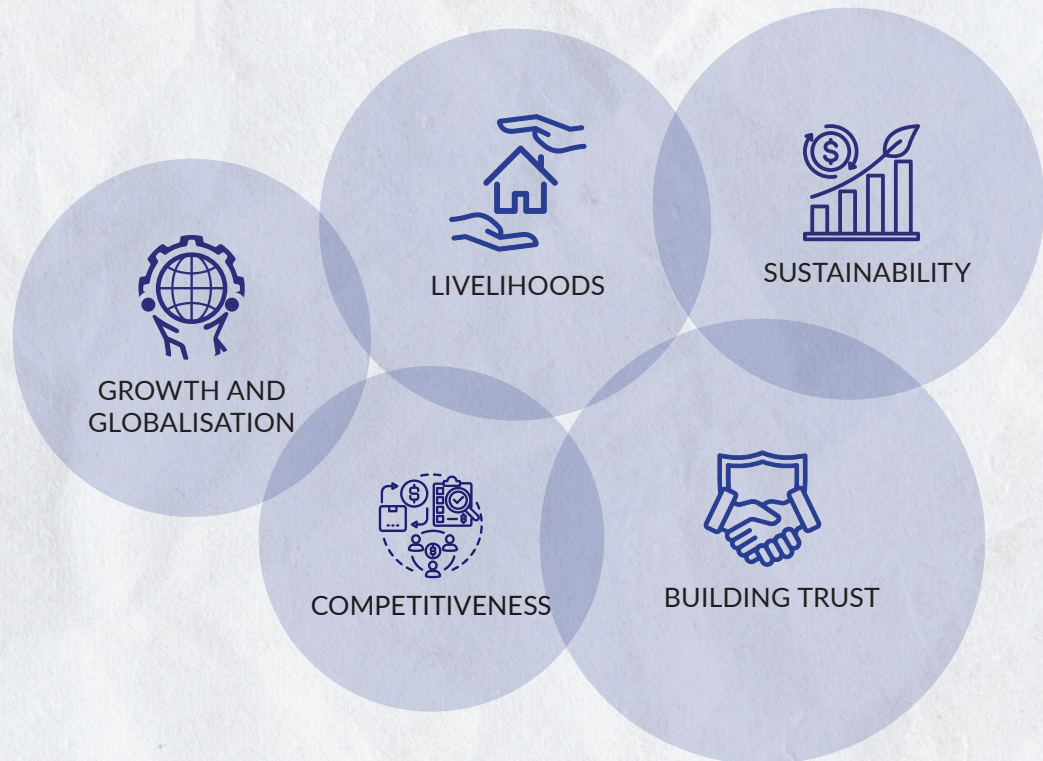 LIVELIHOODS
SUSTAINABILITY
GROWTH AND
GLOBALISATION
COMPETITIVENESS
BUILDING TRUST